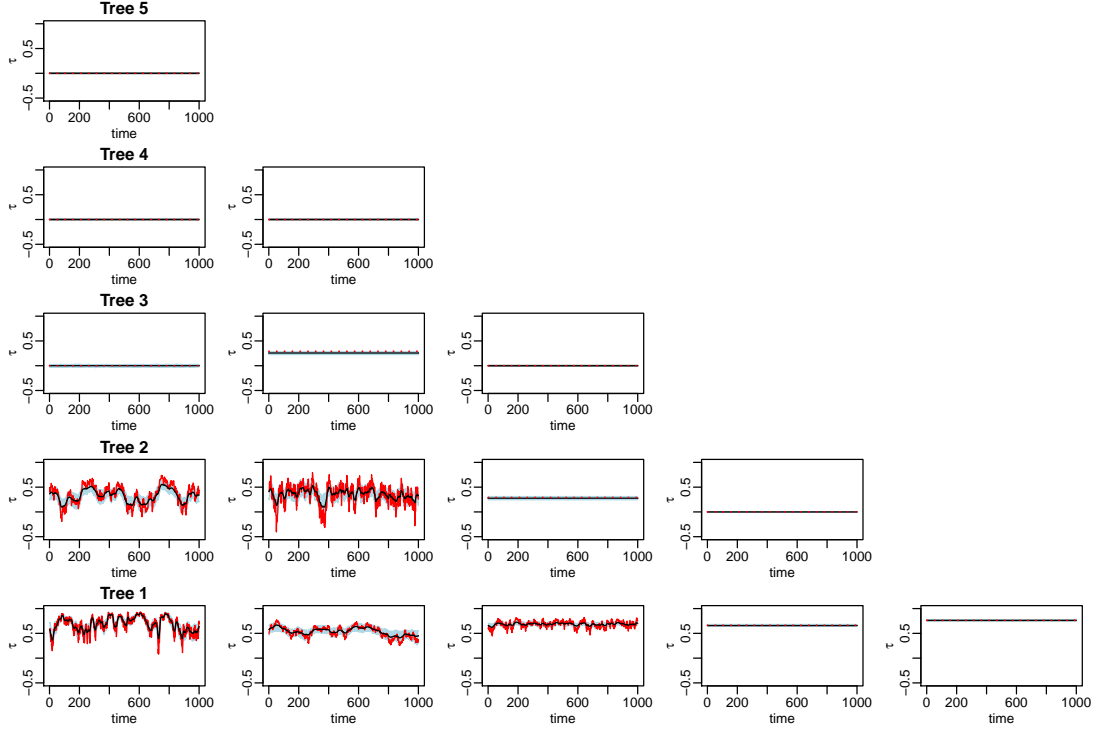 Tree 5
τ
0.5
−0.5
0 200 600 1000
time
Tree 4
τ τ
0.5 0.5
−0.5 −0.5
0 200 600 1000 0 200 600 1000
time time
Tree 3
τ τ τ
0.5 0.5 0.5
−0.5 −0.5 −0.5
0 200 600 1000 0 200 600 1000 0 200 600 1000
time time time
Tree 2
τ τ τ τ
0.5 0.5 0.5 0.5
−0.5 −0.5 −0.5 −0.5
0 200 600 1000 0 200 600 1000 0 200 600 1000 0 200 600 1000
time time time time
Tree 1
τ τ τ τ τ
0.5 0.5 0.5 0.5 0.5
−0.5 −0.5 −0.5 −0.5 −0.5
0 200 600 1000 0 200 600 1000 0 200 600 1000 0 200 600 1000 0 200 600 1000
time time time time time